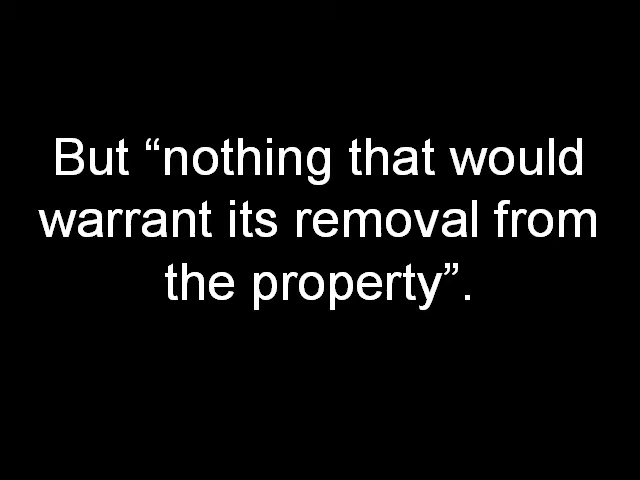 But “nothing that would
warrant its removal from
the property”.